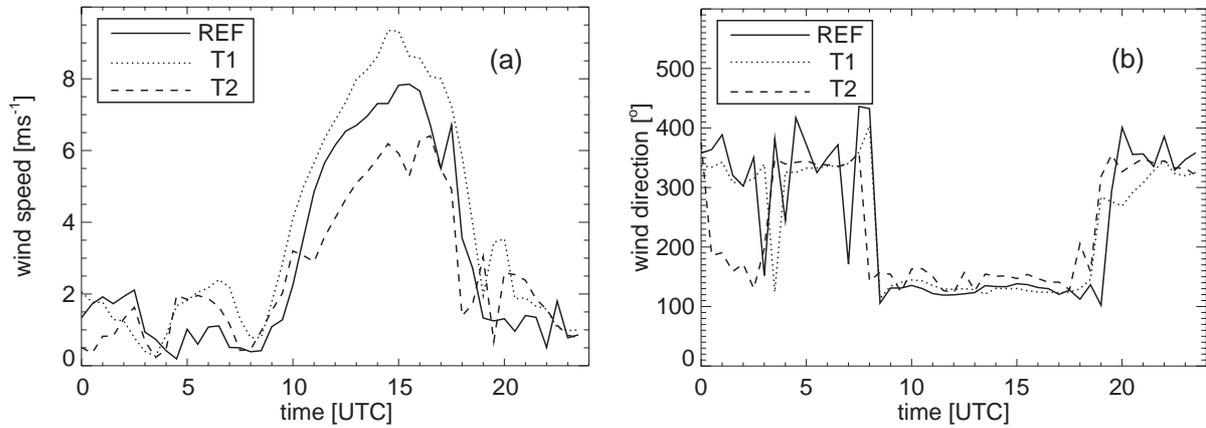 REF
T1
T2
(a)
8
6
4
2
0
wind speed [ms-1]
0 5 10 15 20
time [UTC]
REF
T1
T2
(b)
500
400
300
200
100
0
wind direction [º]
0 5 10 15 20
time [UTC]